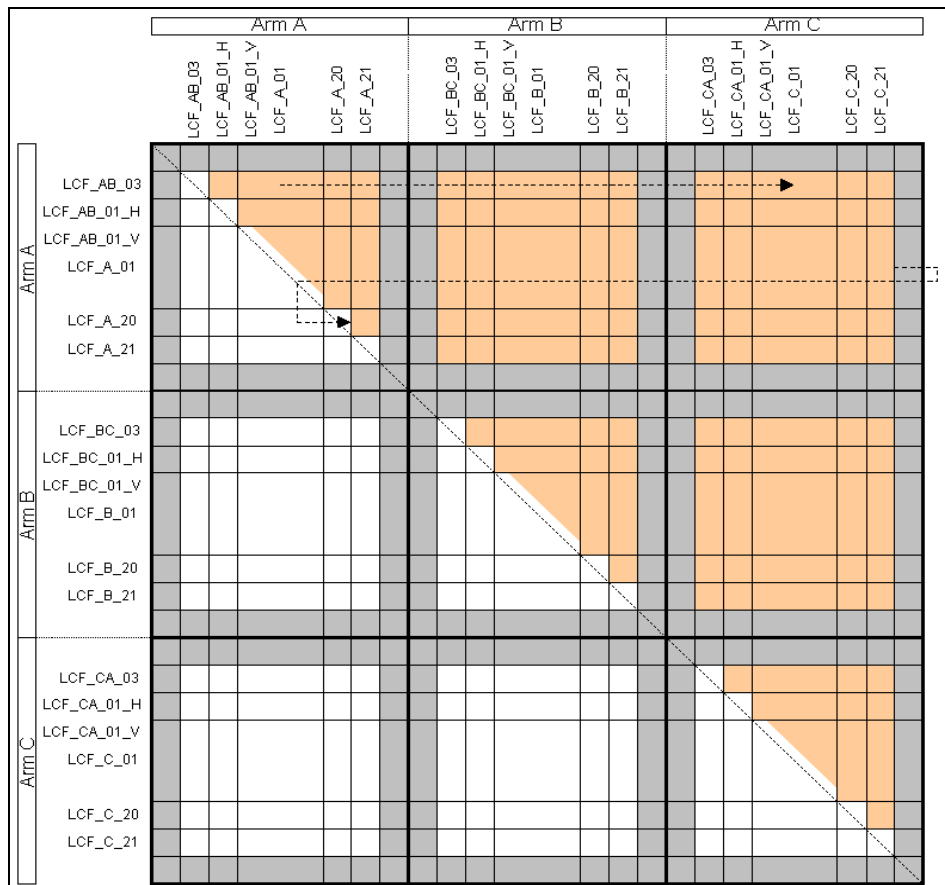 Arm A
Arm B
Arm C
LCF_AB_03
LCF_AB_01_H
LCF_AB_01_V
LCF_A_01
LCF_A_20
LCF_A_21
LCF_BC_03
LCF_BC_01_H
LCF_BC_01_V
LCF_B_01
LCF_B_20
LCF_B_21
LCF_CA_03
LCF_CA_01_H
LCF_CA_01_V
LCF_C_01
LCF_C_20
LCF_C_21
Arm A
LCF_AB_03
LCF_AB_01_H
LCF_AB_01_V
LCF_A_01
LCF_A_20
LCF_A_21
Arm B
LCF_BC_03
LCF_BC_01_H
LCF_BC_01_V
LCF_B_01
LCF_B_20
LCF_B_21
Arm C
LCF_CA_03
LCF_CA_01_H
LCF_CA_01_V
LCF_C_01
LCF_C_20
LCF_C_21